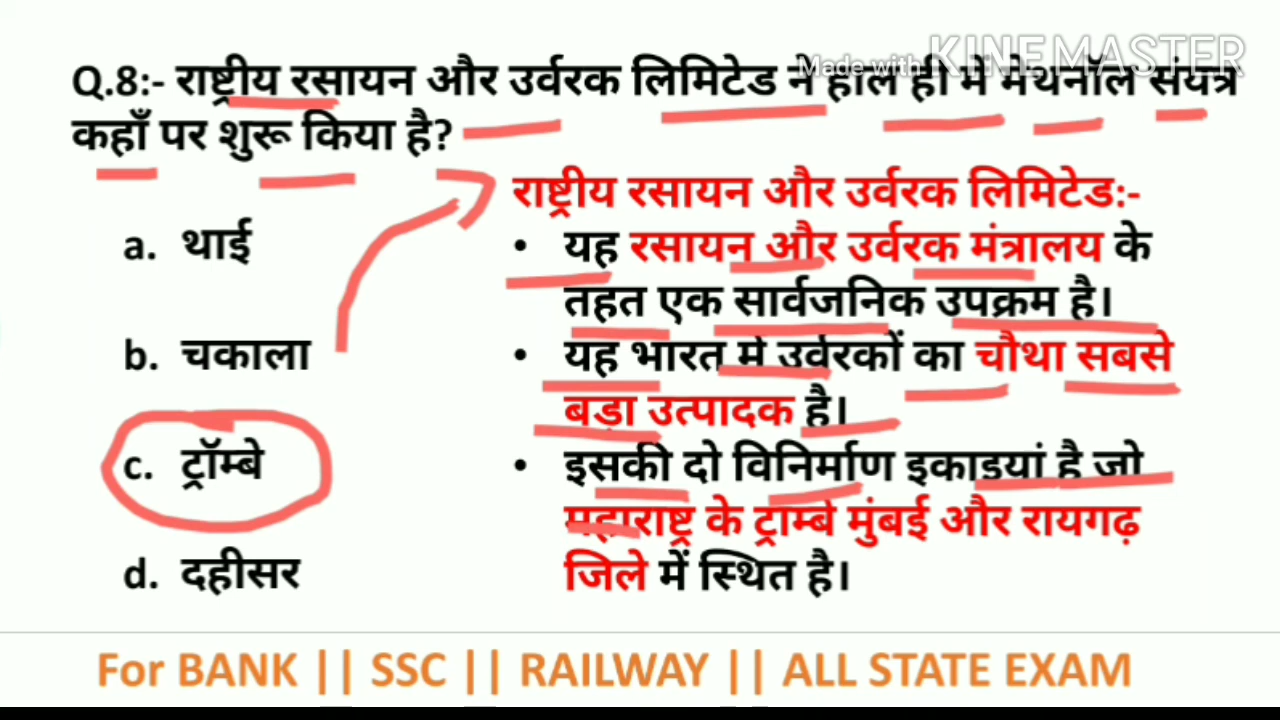 Made with KINEMASTER
Q.8:- राष्ट्रीय रसायन और उर्वरक लिमिटेड ने हाल ही में मेथनॉल संयंत्र
कहाँ पर शुरू किया है?
a. थाई
b. चकाला
c. ट्रॉम्बे
d. दहीसर
राष्ट्रीय रसायन और उर्वरक लिमिटेड:-
• यह रसायन और उर्वरक मंत्रालय के
तहत एक सार्वजनिक उपक्रम है।
• यह भारत में उर्वरकों का चौथा सबसे
बड़ा उत्पादक है।
• इसकी दो विनिर्माण इकाइयां है जो
महाराष्ट्र के ट्राम्बे मुंबई और रायगढ़
जिले में स्थित है।
For BANK || SSC || RAILWAY || ALL STATE EXAM